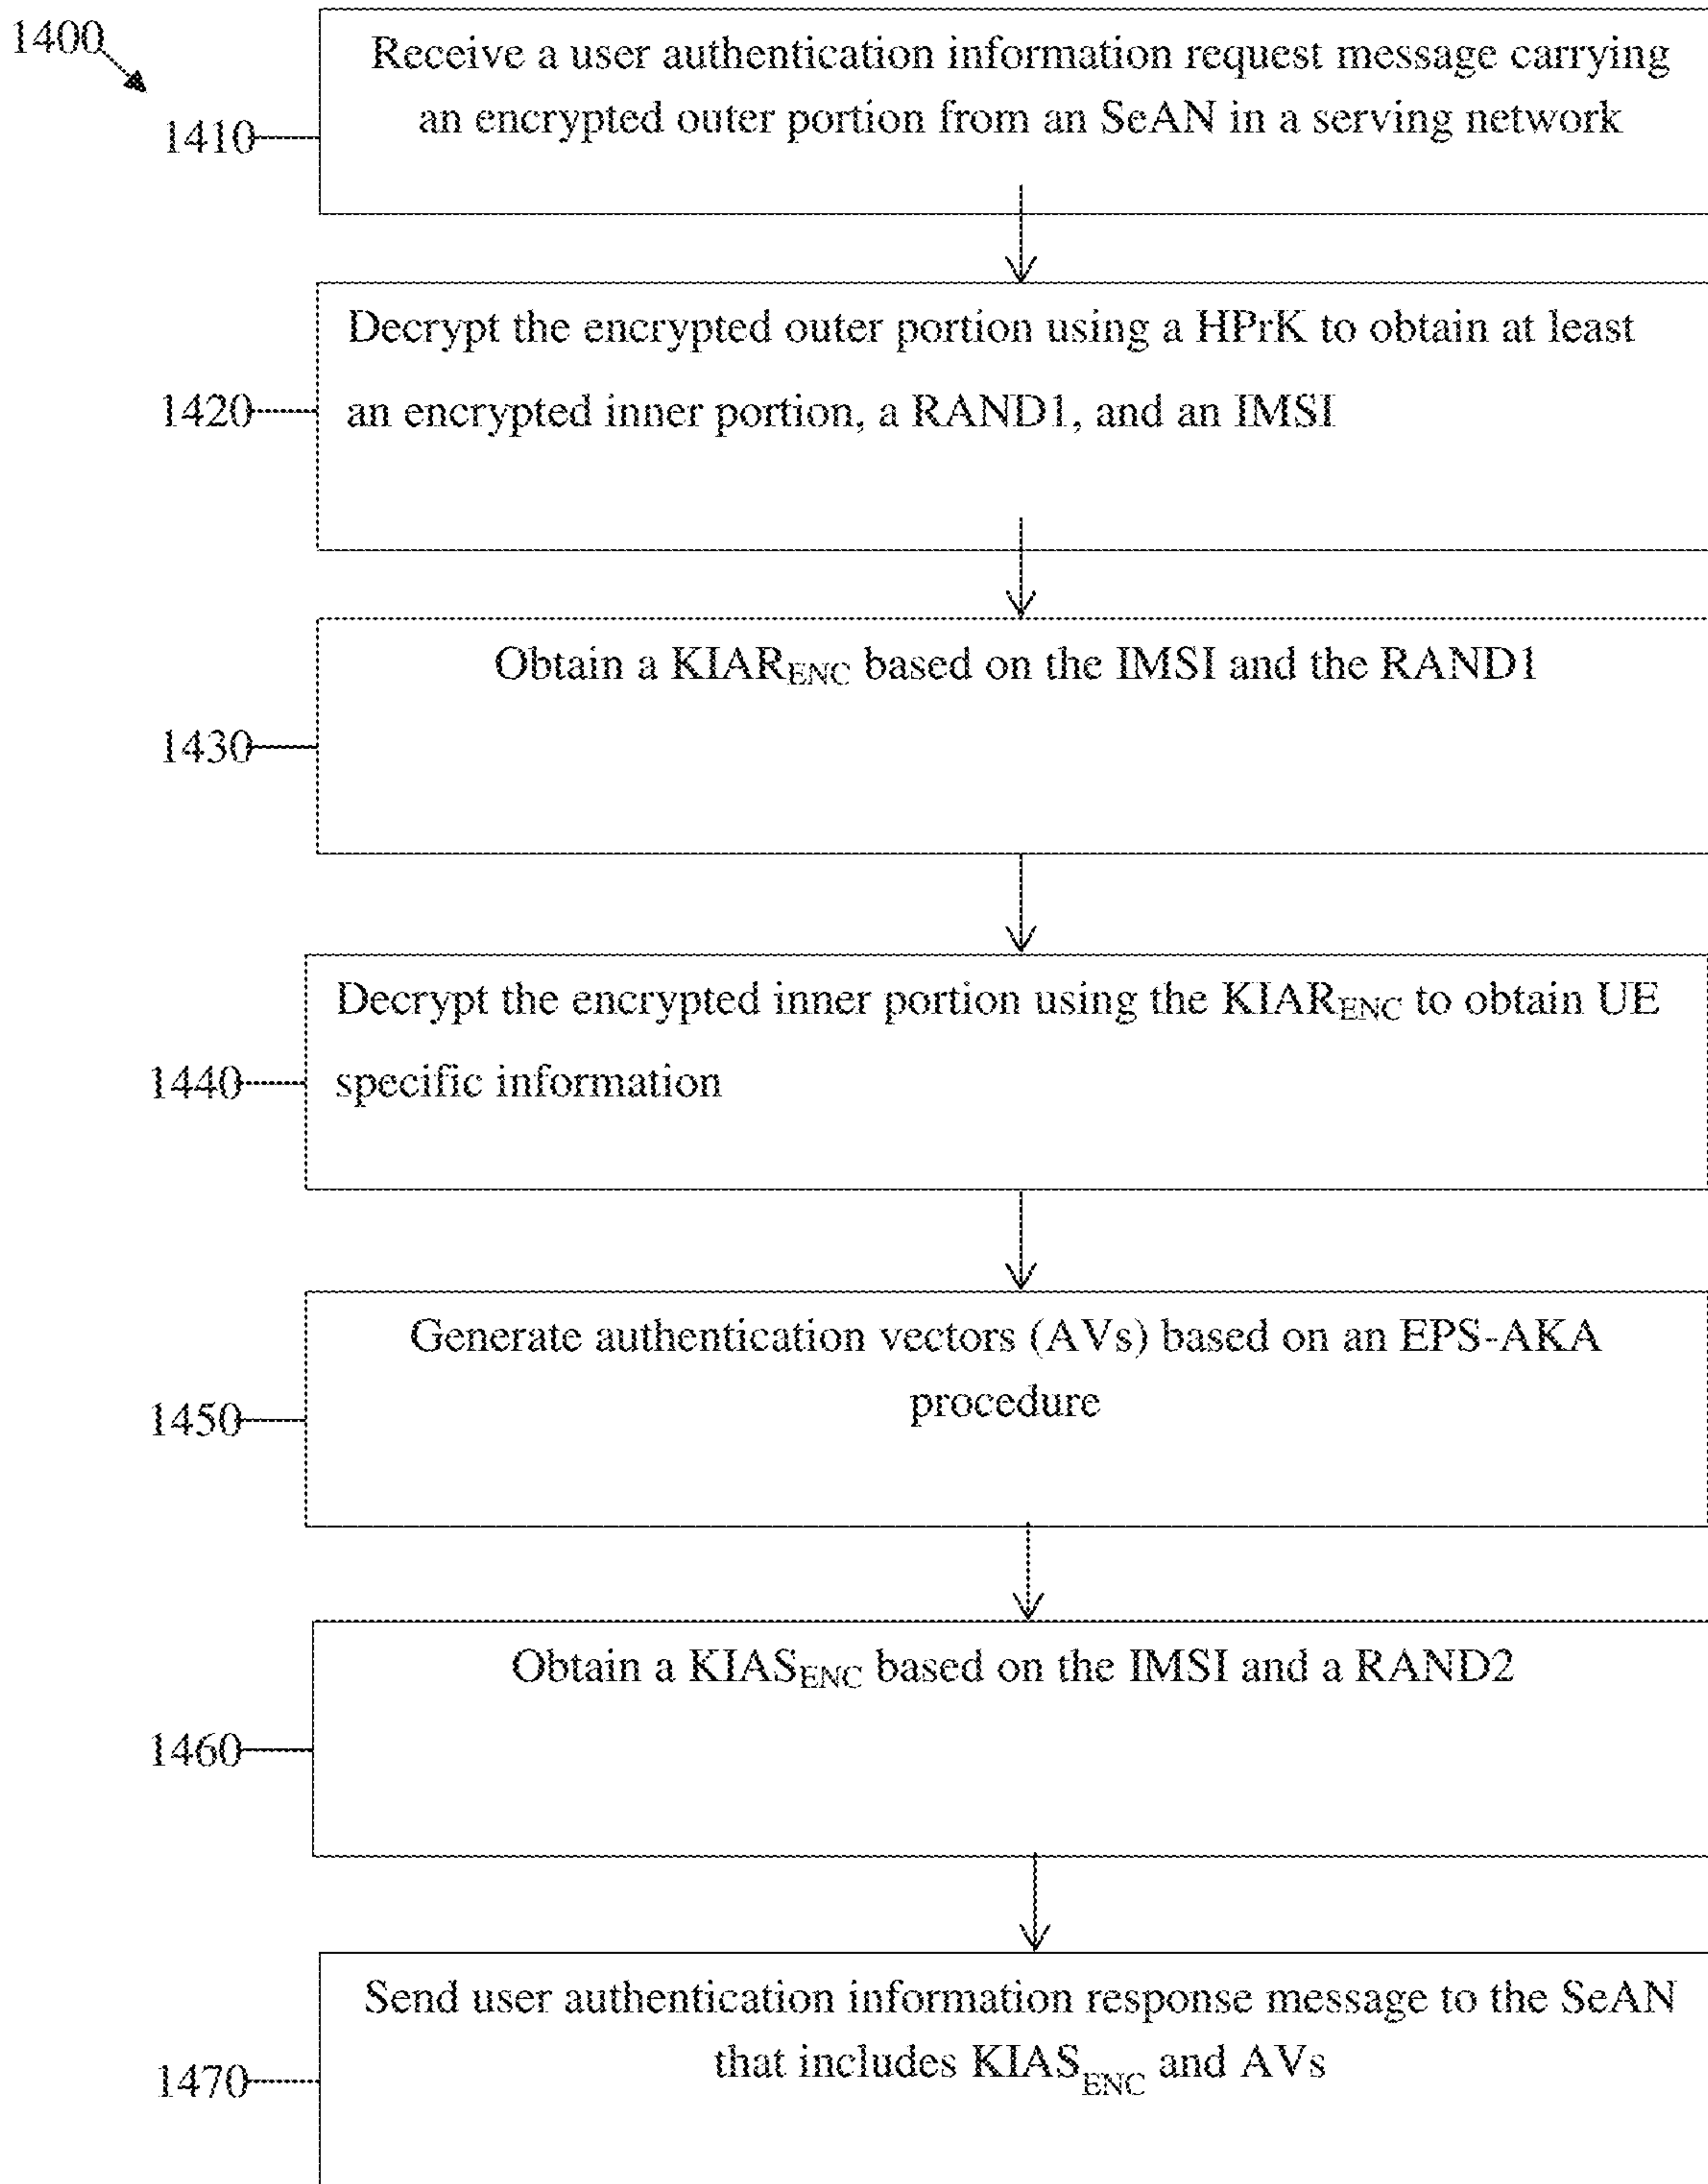 1400
Receive a user authentication information request message carrying
an encrypted outer portion from an SeAN in a serving network
1410
Decrypt the encrypted outer portion using a HPrK to obtain at least
an encrypted inner portion, a RAND1, and an IMSI
1420
Obtain a KIARENC based on the IMSI and the RAND1
1430
Decrypt the encrypted inner portion using the KIARENC to obtain UE
specific information
1440
Generate authentication vectors (AVs) based on an EPS-AKA
procedure
1450
Obtain a KIASENC based on the IMSI and a RAND2
1460
Send user authentication information response message to the SeAN
that includes KIASENC and AVs
1470